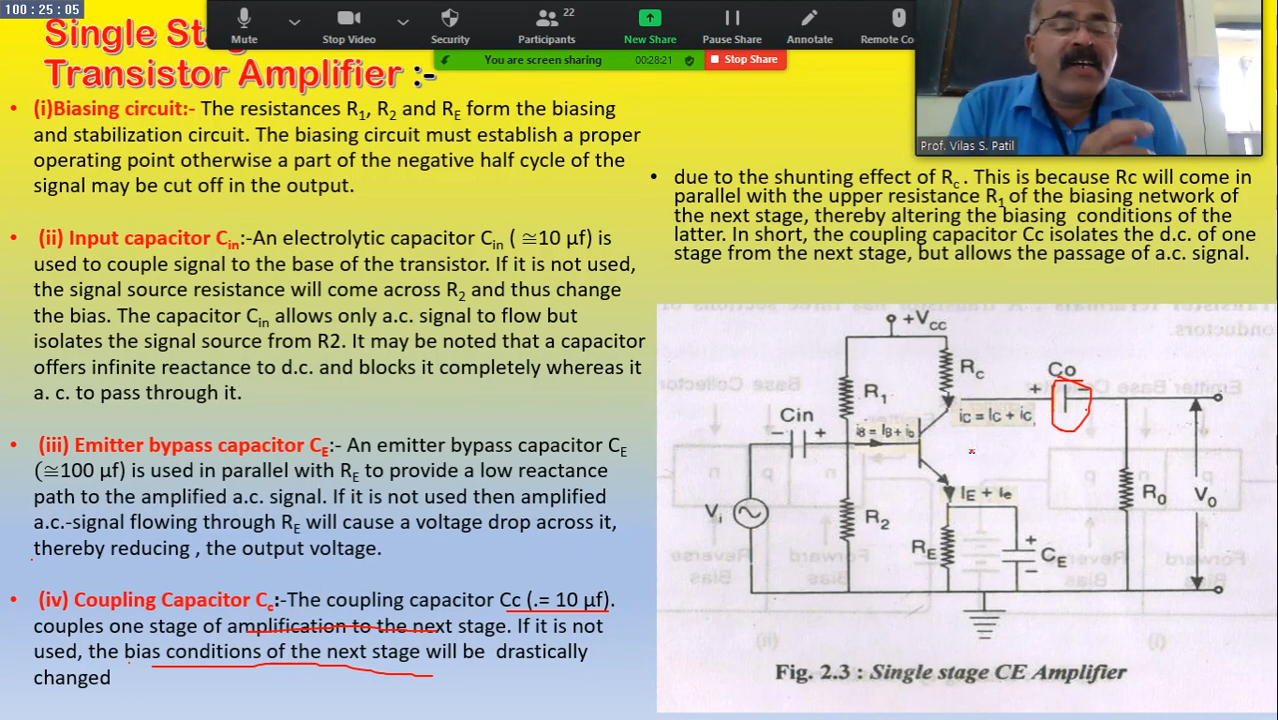 100:25:05
Mute
Stop Video
Security
22
Participants
New Share
Pause Share
Annotate
Remote Co
You are screen sharing
00:28:21
Stop Share
Prof. Vilas S. Patil
Single
Transistor Amplifier :-
(i)Biasing circuit:- The resistances R1, R2 and RE form the biasing
and stabilization circuit. The biasing circuit must establish a proper
operating point otherwise a part of the negative half cycle of the
signal may be cut off in the output.
(ii) Input capacitor Cin:-An electrolytic capacitor Cin ( ≅10 μf) is
used to couple signal to the base of the transistor. If it is not used,
the signal source resistance will come across R2 and thus change
the bias. The capacitor Cin allows only a.c. signal to flow but
isolates the signal source from R2. It may be noted that a capacitor
offers infinite reactance to d.c. and blocks it completely whereas it
a. c. to pass through it.
(iii) Emitter bypass capacitor CE:- An emitter bypass capacitor CE
(≅100 μf) is used in parallel with RE to provide a low reactance
path to the amplified a.c. signal. If it is not used then amplified
a.c.-signal flowing through RE will cause a voltage drop across it,
thereby reducing , the output voltage.
(iv) Coupling Capacitor Cc:-The coupling capacitor Cc (.= 10 μf).
couples one stage of amplification to the next stage. If it is not
used, the bias conditions of the next stage will be drastically
changed
due to the shunting effect of Rc. This is because Rc will come in
parallel with the upper resistance R1 of the biasing network of
the next stage, thereby altering the biasing conditions of the
latter. In short, the coupling capacitor Cc isolates the d.c. of one
stage from the next stage, but allows the passage of a.c. signal.
+VCC
Rc
Co
+ −
R1
iC = IC + ic
Cin
− +
iB = IB + ib
IE + ie
Vi
R2
RE
+
CE
−
Ro
Vo
Fig. 2.3 : Single stage CE Amplifier